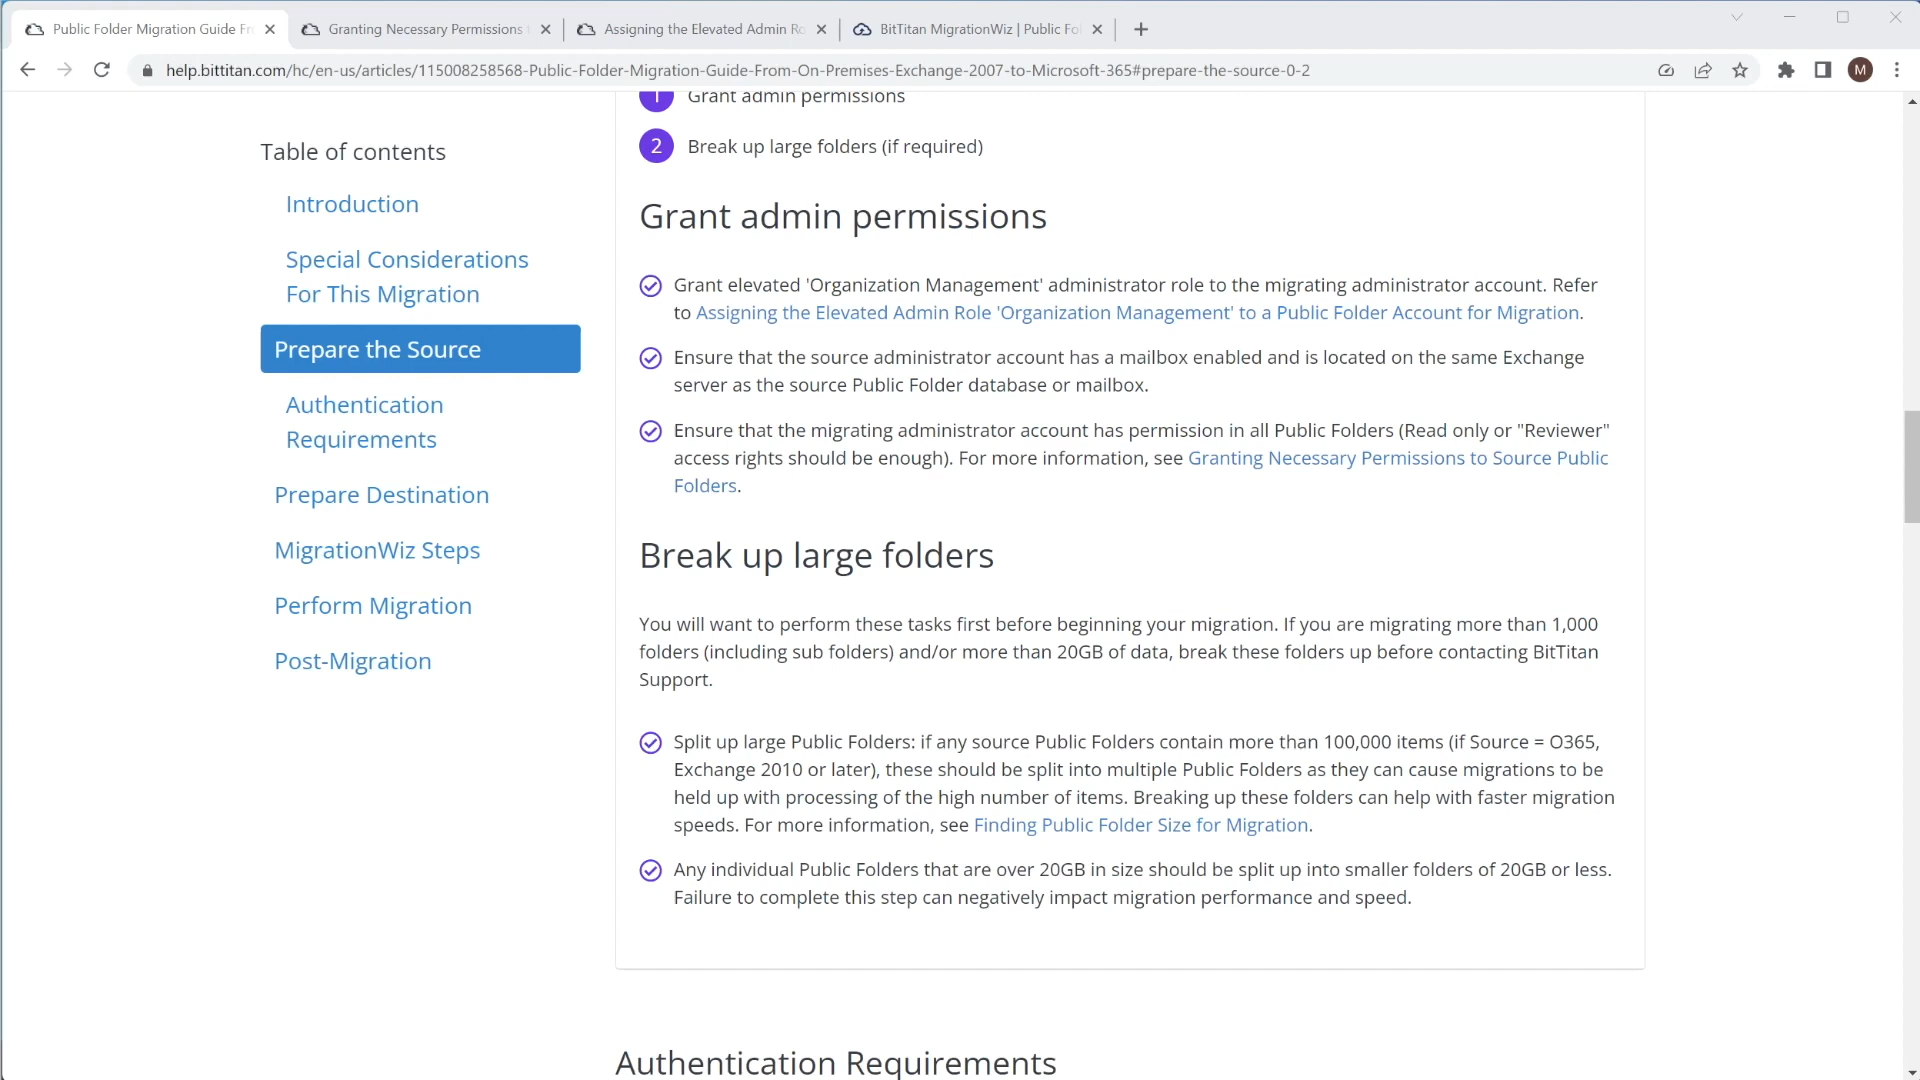 Public Folder Migration Guide Fr
Granting Necessary Permissions
Assigning the Elevated Admin Ro
BitTitan MigrationWiz | Public Fol
help.bittitan.com/hc/en-us/articles/115008258568-Public-Folder-Migration-Guide-From-On-Premises-Exchange-2007-to-Microsoft-365#prepare-the-source-0-2
M
Table of contents
Introduction
Special Considerations
For This Migration
Prepare the Source
Authentication
Requirements
Prepare Destination
MigrationWiz Steps
Perform Migration
Post-Migration
1 Grant admin permissions
2 Break up large folders (if required)
Grant admin permissions
Grant elevated 'Organization Management' administrator role to the migrating administrator account. Refer
to Assigning the Elevated Admin Role 'Organization Management' to a Public Folder Account for Migration.
Ensure that the source administrator account has a mailbox enabled and is located on the same Exchange
server as the source Public Folder database or mailbox.
Ensure that the migrating administrator account has permission in all Public Folders (Read only or "Reviewer"
access rights should be enough). For more information, see Granting Necessary Permissions to Source Public
Folders.
Break up large folders
You will want to perform these tasks first before beginning your migration. If you are migrating more than 1,000
folders (including sub folders) and/or more than 20GB of data, break these folders up before contacting BitTitan
Support.
Split up large Public Folders: if any source Public Folders contain more than 100,000 items (if Source = O365,
Exchange 2010 or later), these should be split into multiple Public Folders as they can cause migrations to be
held up with processing of the high number of items. Breaking up these folders can help with faster migration
speeds. For more information, see Finding Public Folder Size for Migration.
Any individual Public Folders that are over 20GB in size should be split up into smaller folders of 20GB or less.
Failure to complete this step can negatively impact migration performance and speed.
Authentication Requirements